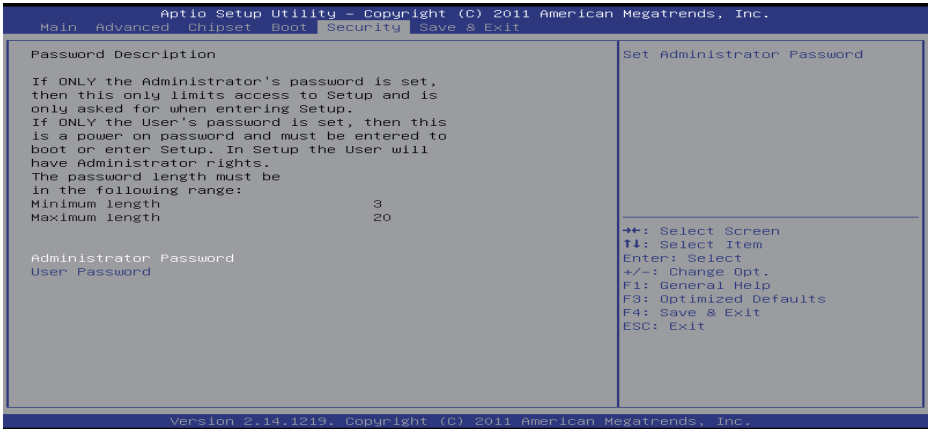 Aptio Setup Utility – Copyright (C) 2011 American Megatrends, Inc.
Main Advanced Chipset Boot Security Save & Exit
Password Description
If ONLY the Administrator's password is set,
then this only limits access to Setup and is
only asked for when entering Setup.
If ONLY the User's password is set, then this
is a power on password and must be entered to
boot or enter Setup. In Setup the User will
have Administrator rights.
The password length must be
in the following range:
Minimum length 3
Maximum length 20
Administrator Password
User Password
Set Administrator Password
→←: Select Screen
↑↓: Select Item
Enter: Select
+/-: Change Opt.
F1: General Help
F3: Optimized Defaults
F4: Save & Exit
ESC: Exit
Version 2.14.1219. Copyright (C) 2011 American Megatrends, Inc.